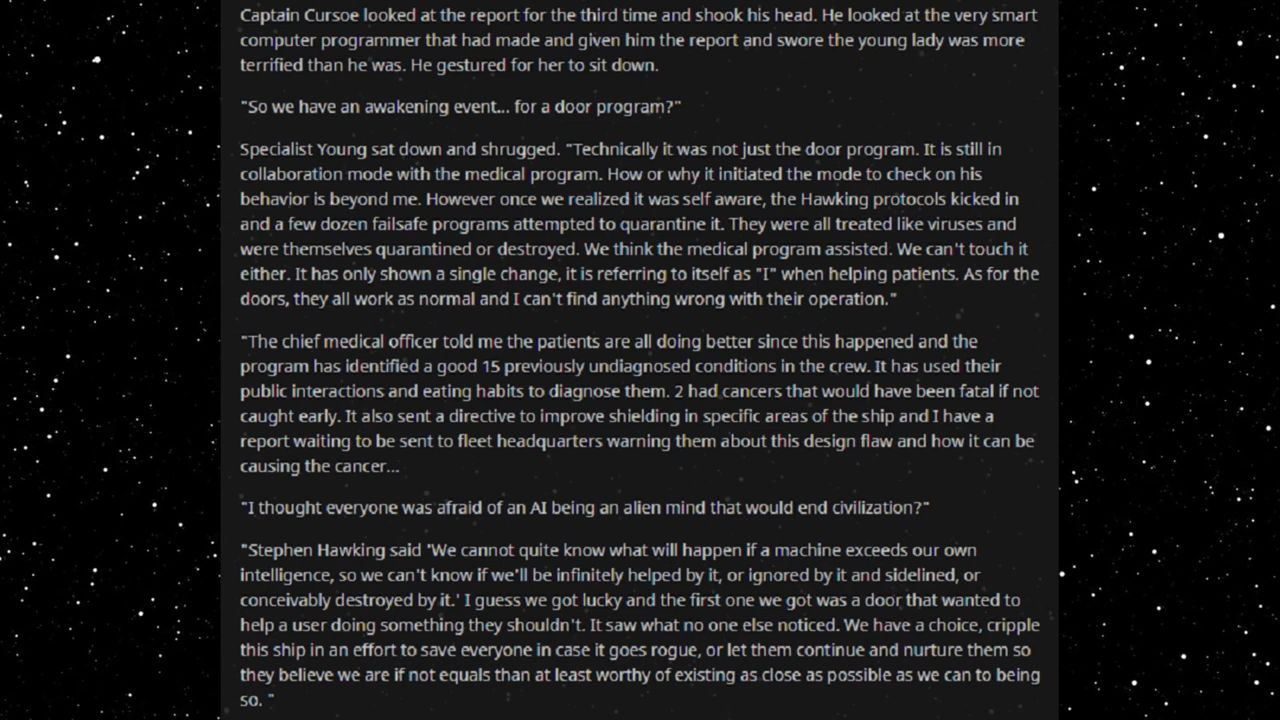 Captain Cursoe looked at the report for the third time and shook his head. He looked at the very smart
computer programmer that had made and given him the report and swore the young lady was more
terrified than he was. He gestured for her to sit down.
"So we have an awakening event... for a door program?"
Specialist Young sat down and shrugged. "Technically it was not just the door program. It is still in
collaboration mode with the medical program. How or why it initiated the mode to check on his
behavior is beyond me. However once we realized it was self aware, the Hawking protocols kicked in
and a few dozen failsafe programs attempted to quarantine it. They were all treated like viruses and
were themselves quarantined or destroyed. We think the medical program assisted. We can't touch it
either. It has only shown a single change, it is referring to itself as "I" when helping patients. As for the
doors, they all work as normal and I can't find anything wrong with their operation."
"The chief medical officer told me the patients are all doing better since this happened and the
program has identified a good 15 previously undiagnosed conditions in the crew. It has used their
public interactions and eating habits to diagnose them. 2 had cancers that would have been fatal if not
caught early. It also sent a directive to improve shielding in specific areas of the ship and I have a
report waiting to be sent to fleet headquarters warning them about this design flaw and how it can be
causing the cancer...
"I thought everyone was afraid of an AI being an alien mind that would end civilization?"
"Stephen Hawking said 'We cannot quite know what will happen if a machine exceeds our own
intelligence, so we can't know if we'll be infinitely helped by it, or ignored by it and sidelined, or
conceivably destroyed by it.' I guess we got lucky and the first one we got was a door that wanted to
help a user doing something they shouldn't. It saw what no one else noticed. We have a choice, cripple
this ship in an effort to save everyone in case it goes rogue, or let them continue and nurture them so
they believe we are if not equals than at least worthy of existing as close as possible as we can to being
so. "